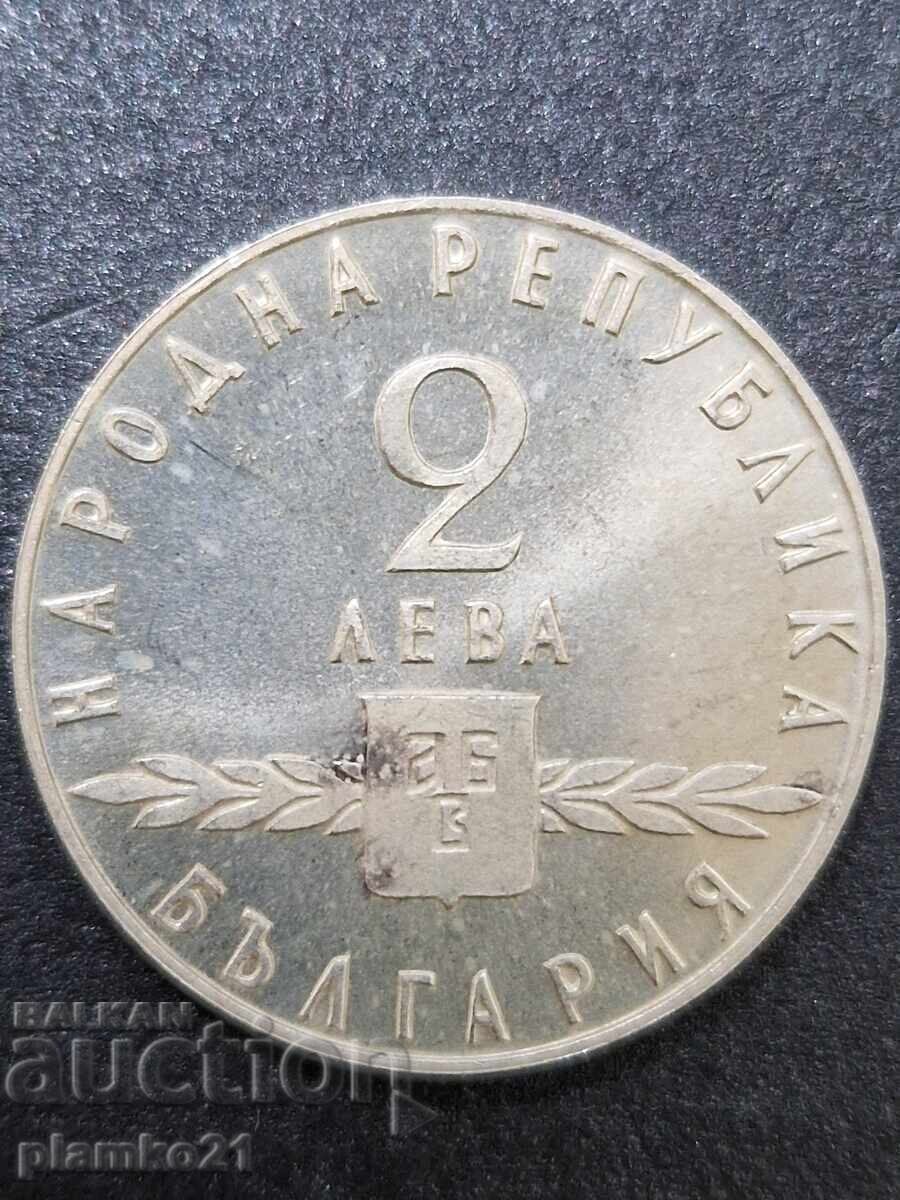 НАРОДНА РЕПУБЛИКА
2
ЛЕВА
БЪЛГАРИЯ
BALKAN
auction
plamko21